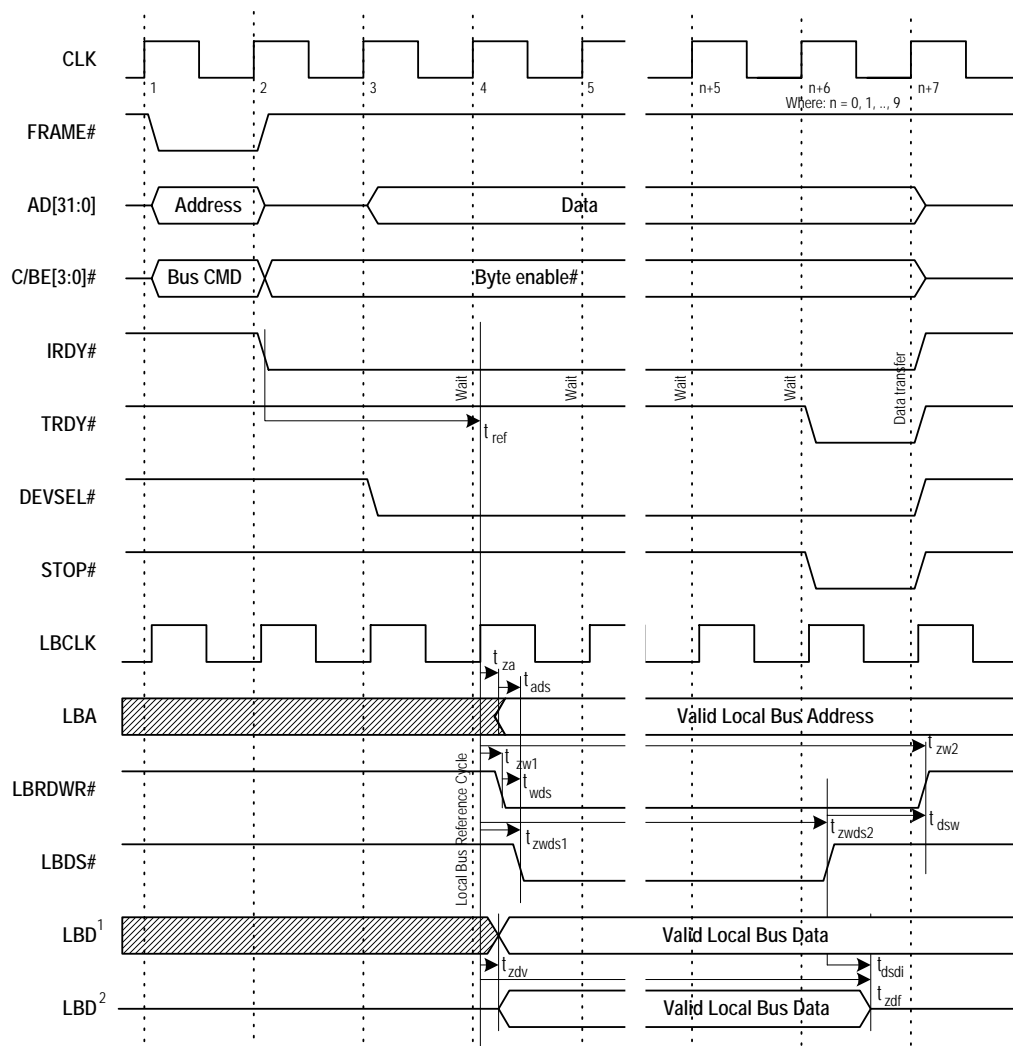 CLK
1 2 3 4 5 n+5 n+6 n+7
Where: n = 0, 1, .., 9
FRAME#
AD[31:0] Address Data
C/BE[3:0]# Bus CMD Byte enable#
IRDY#
Wait Wait Wait Wait Data transfer
TRDY#
t ref
DEVSEL#
STOP#
LBCLK
t za
t ads
LBA Valid Local Bus Address
t zw2
t zw1
LBRDWR# t wds
Local Bus Reference Cycle
t zwds1 t zwds2 t dsw
LBDS#
LBD1 Valid Local Bus Data
t zdv t dsdi
t zdf
LBD2 Valid Local Bus Data